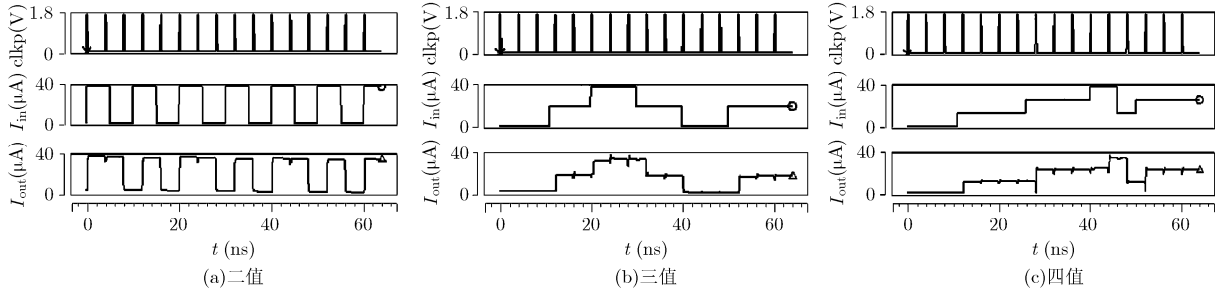 1.8
clkp(V)
0
40
I_in(μA)
0
40
I_out(μA)
0
0 20 40 60
t (ns)
(a)二值
1.8
clkp(V)
0
40
I_in(μA)
0
40
I_out(μA)
0
0 20 40 60
t (ns)
(b)三值
1.8
clkp(V)
0
40
I_in(μA)
0
40
I_out(μA)
0
0 20 40 60
t (ns)
(c)四值